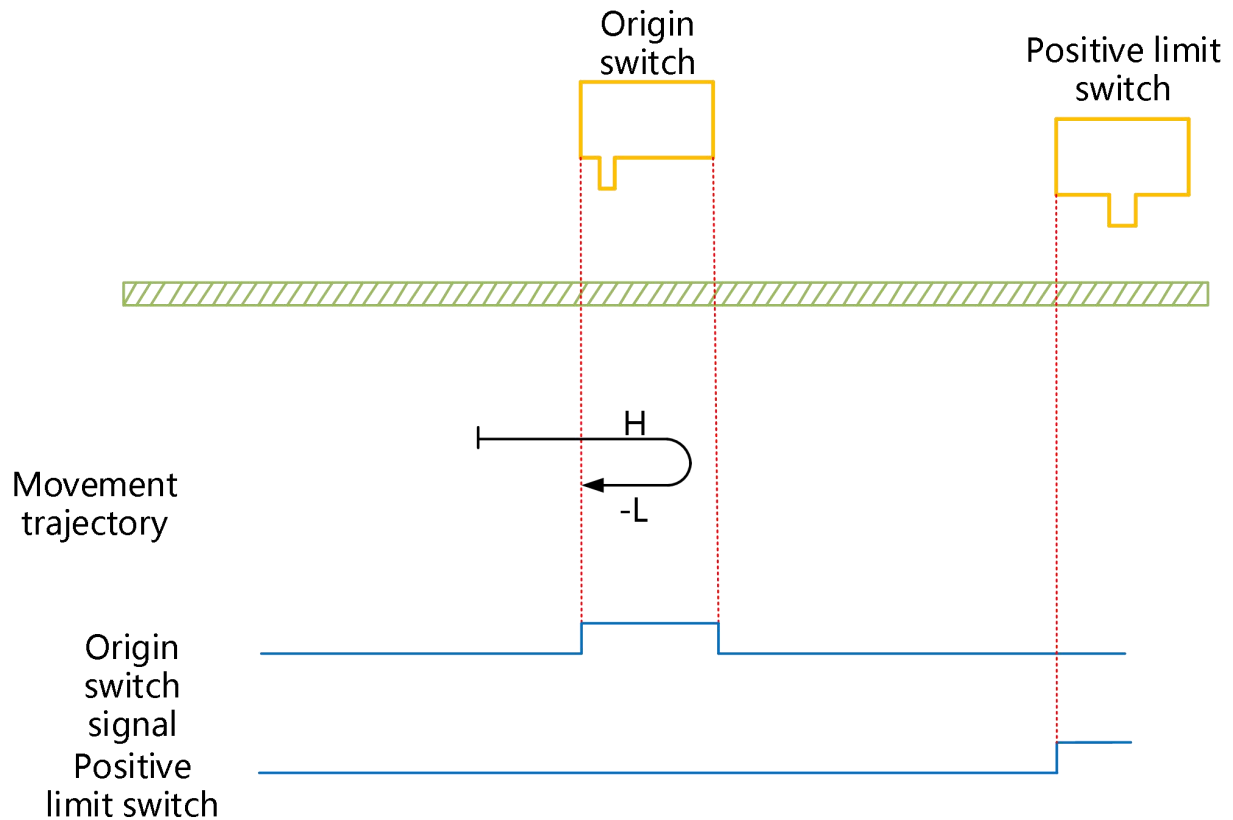 Origin
switch
Positive limit
switch
H
-L
Movement
trajectory
Origin
switch
signal
Positive
limit switch